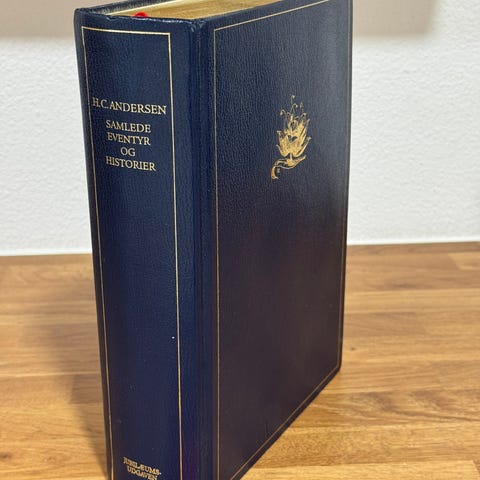 H.C.ANDERSEN
SAMLEDE
EVENTYR
OG
HISTORIER
JUBILÆUMS-
UDGAVEN